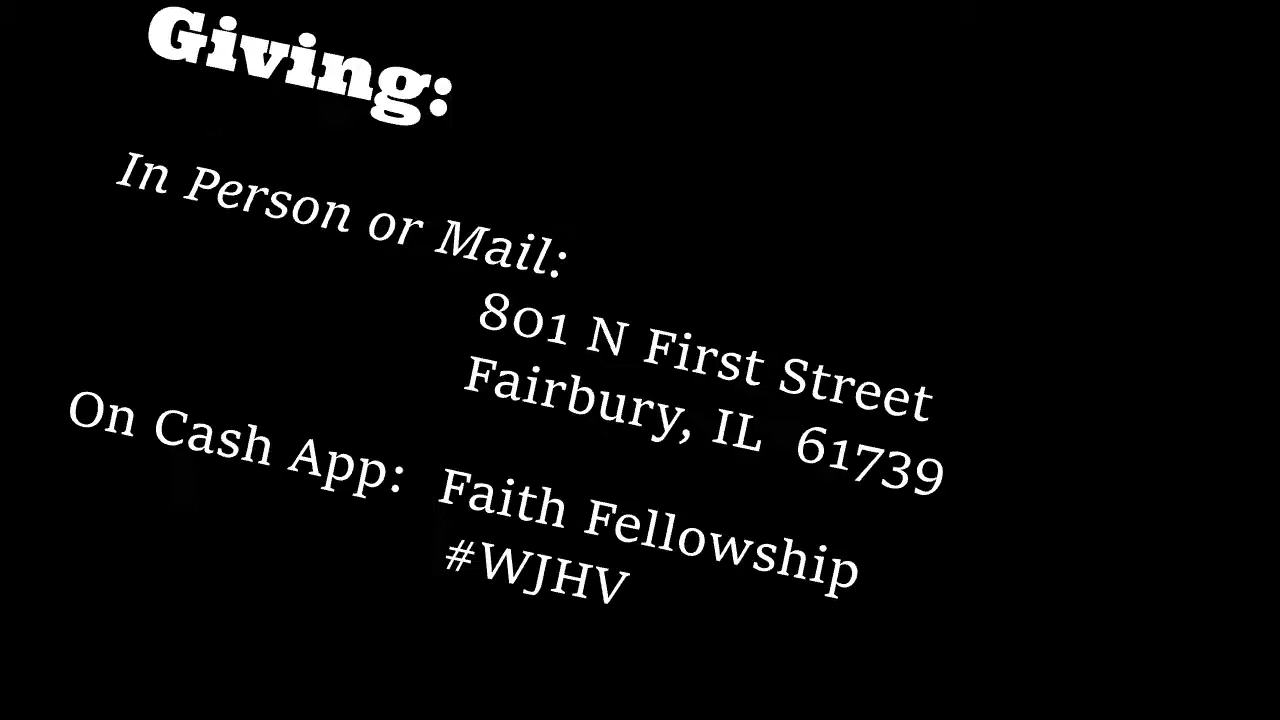 Giving:
In Person or Mail:
801 N First Street
Fairbury, IL 61739
On Cash App: Faith Fellowship
#WJHV